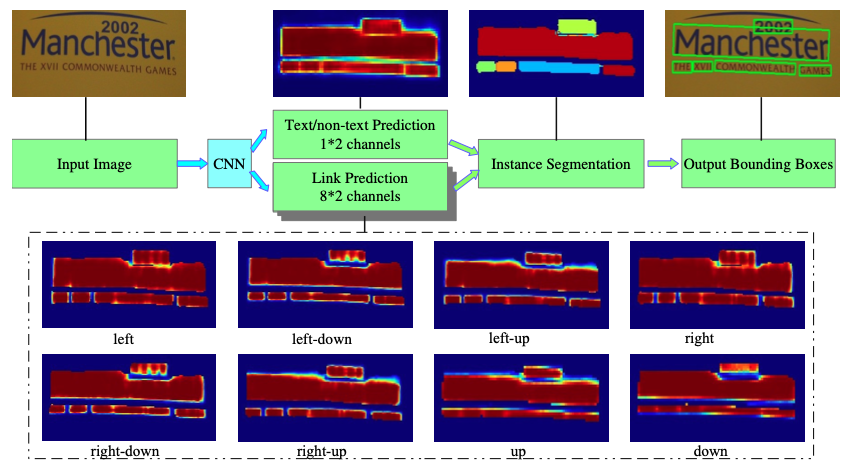 2002
Manchester
THE XVII COMMONWEALTH GAMES
2002
Manchester
THE XVII COMMONWEALTH GAMES
Text/non-text Prediction
1*2 channels
Input Image
CNN
Instance Segmentation
Output Bounding Boxes
Link Prediction
8*2 channels
left
left-down
left-up
right
right-down
right-up
up
down